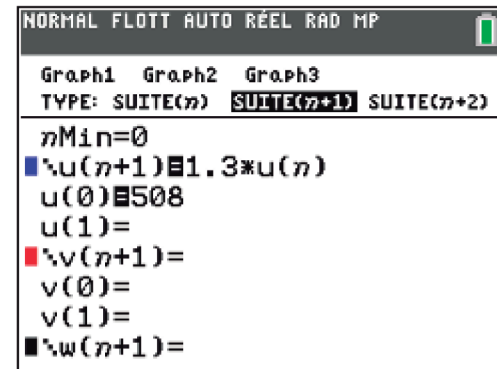 NORMAL FLOTT AUTO RÉEL RAD MP
Graph1 Graph2 Graph3
TYPE: SUITE(n) SUITE(n+1) SUITE(n+2)
nMin=0
u(n+1)=1.3*u(n)
u(0)=508
u(1)=
v(n+1)=
v(0)=
v(1)=
w(n+1)=